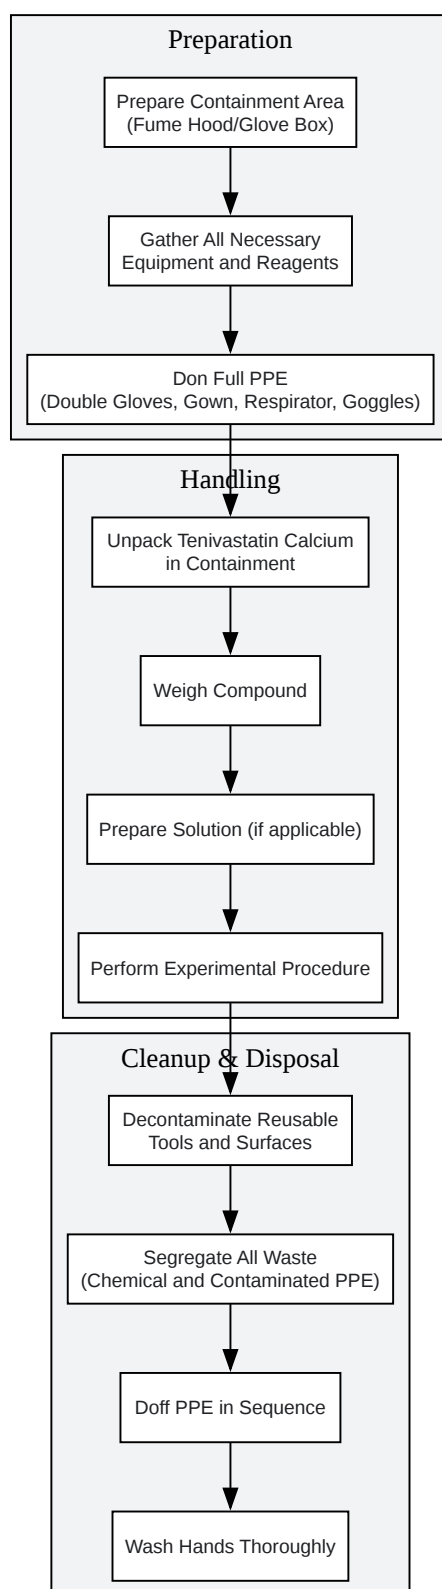 Preparation
Prepare Containment Area
(Fume Hood/Glove Box)
Gather All Necessary
Equipment and Reagents
Don Full PPE
(Double Gloves, Gown, Respirator, Goggles)
Handling
Unpack Tenivastatin Calcium
in Containment
Weigh Compound
Prepare Solution (if applicable)
Perform Experimental Procedure
Cleanup & Disposal
Decontaminate Reusable
Tools and Surfaces
Segregate All Waste
(Chemical and Contaminated PPE)
Doff PPE in Sequence
Wash Hands Thoroughly